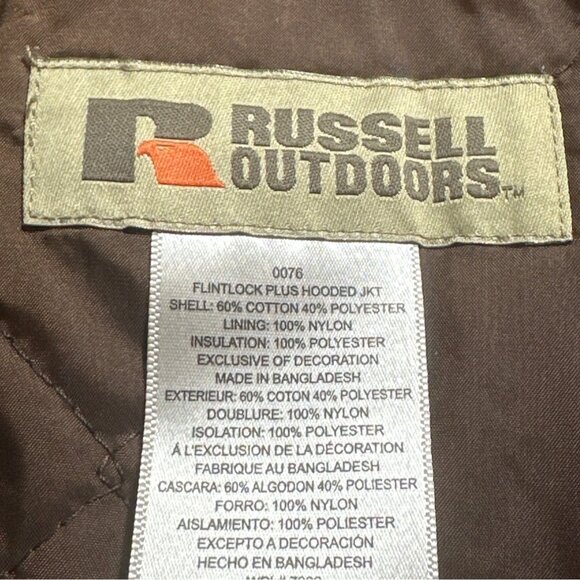 RUSSELL
OUTDOORS™
0076
FLINTLOCK PLUS HOODED JKT
SHELL: 60% COTTON 40% POLYESTER
LINING: 100% NYLON
INSULATION: 100% POLYESTER
EXCLUSIVE OF DECORATION
MADE IN BANGLADESH
EXTERIEUR: 60% COTON 40% POLYESTER
DOUBLURE: 100% NYLON
ISOLATION: 100% POLYESTER
Á L'EXCLUSION DE LA DÉCORATION
FABRIQUE AU BANGLADESH
CASCARA: 60% ALGODON 40% POLIESTER
FORRO: 100% NYLON
AISLAMIENTO: 100% POLIESTER
EXCEPTO A DECORACIÓN
HECHO EN BANGLADESH